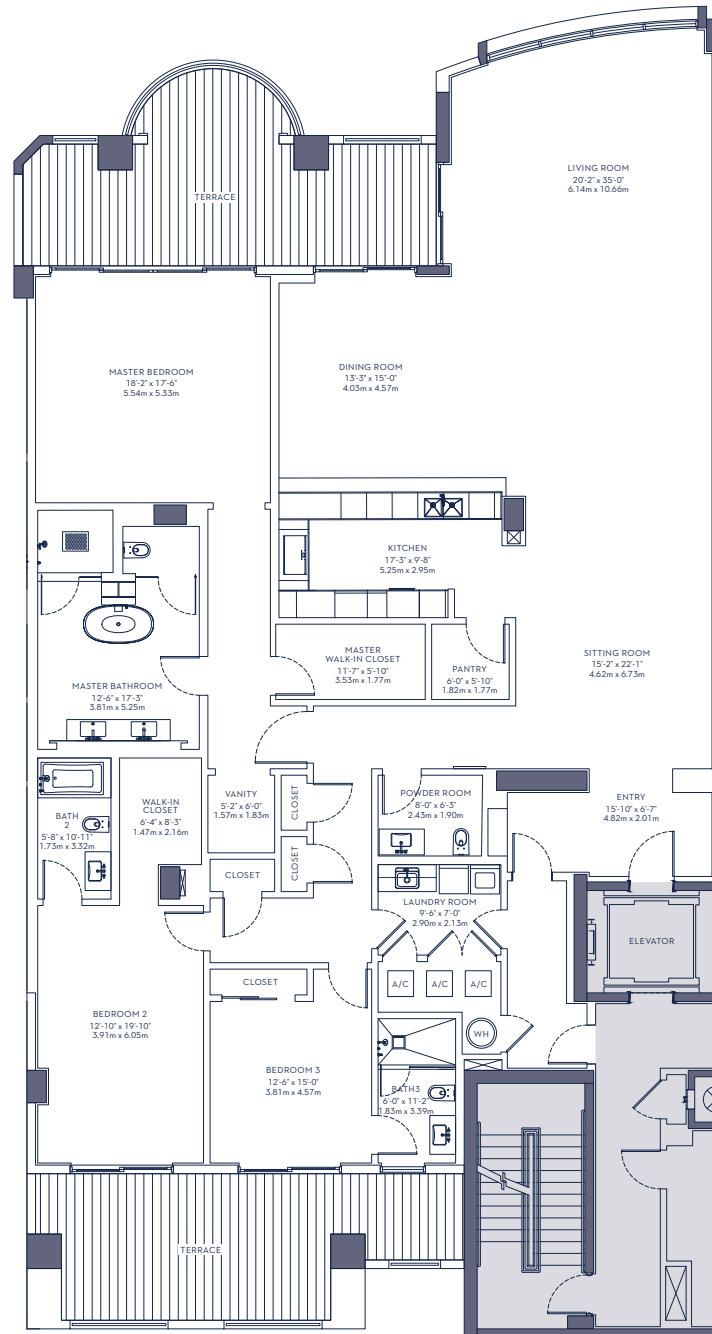 LIVING ROOM
20'-2" x 35'-0"
6.14m x 10.66m
TERRACE
MASTER BEDROOM
18'-2" x 17'-6"
5.54m x 5.33m
DINING ROOM
13'-3" x 15'-0"
4.03m x 4.57m
KITCHEN
17'-3" x 9'-8"
5.25m x 2.95m
MASTER
WALK-IN CLOSET
11'-7" x 5'-10"
3.53m x 1.77m
PANTRY
6'-0" x 5'-10"
1.82m x 1.77m
SITTING ROOM
15'-2" x 22'-1"
4.62m x 6.73m
MASTER BATHROOM
12'-6" x 17'-3"
3.81m x 5.25m
BATH
2
5'-8" x 10'-11"
1.73m x 3.32m
WALK-IN
CLOSET
6'-4" x 8'-3"
1.47m x 2.16m
VANITY
5'-2" x 6'-0"
1.57m x 1.83m
CLOSET
CLOSET
CLOSET
POWDER ROOM
8'-0" x 6'-3"
2.43m x 1.90m
ENTRY
15'-10" x 6'-7"
4.82m x 2.01m
LAUNDRY ROOM
9'-6" x 7'-0"
2.90m x 2.13m
ELEVATOR
A/C
A/C
A/C
WH
CLOSET
BEDROOM 2
12'-10" x 19'-10"
3.91m x 6.05m
BEDROOM 3
12'-6" x 15'-0"
3.81m x 4.57m
BATH3
6'-0" x 11'-2"
1.83m x 3.39m
TERRACE